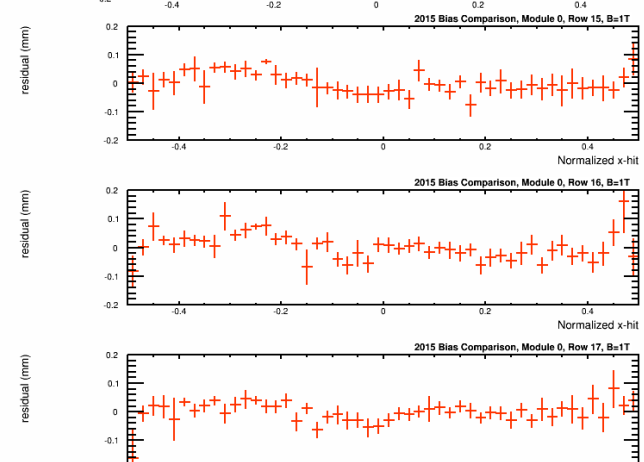 -0.4 -0.2 0 0.2 0.4
2015 Bias Comparison, Module 0, Row 15, B=1T
residual (mm)
0.2
0.1
0
-0.1
-0.2
-0.4 -0.2 0 0.2 0.4
Normalized x-hit
2015 Bias Comparison, Module 0, Row 16, B=1T
residual (mm)
0.2
0.1
0
-0.1
-0.2
-0.4 -0.2 0 0.2 0.4
Normalized x-hit
2015 Bias Comparison, Module 0, Row 17, B=1T
residual (mm)
0.2
0.1
0
-0.1